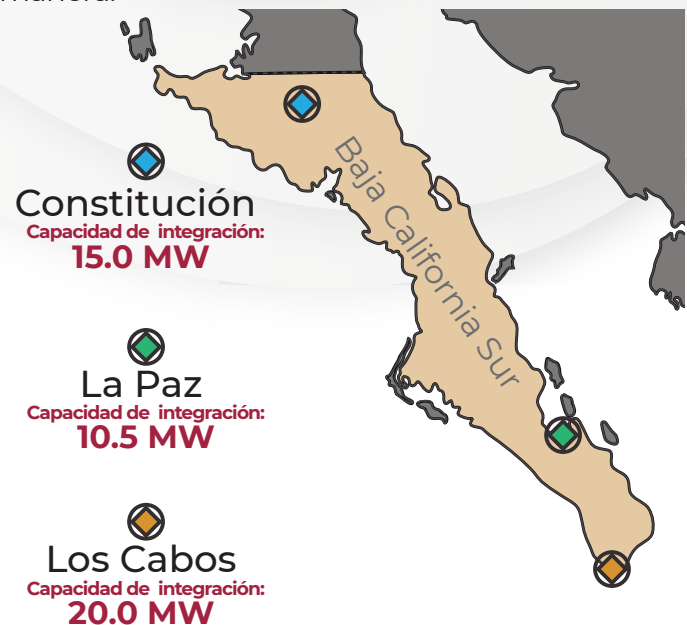 Constitución
Capacidad de integración:
15.0 MW
La Paz
Capacidad de integración:
10.5 MW
Los Cabos
Capacidad de integración:
20.0 MW
Baja California Sur